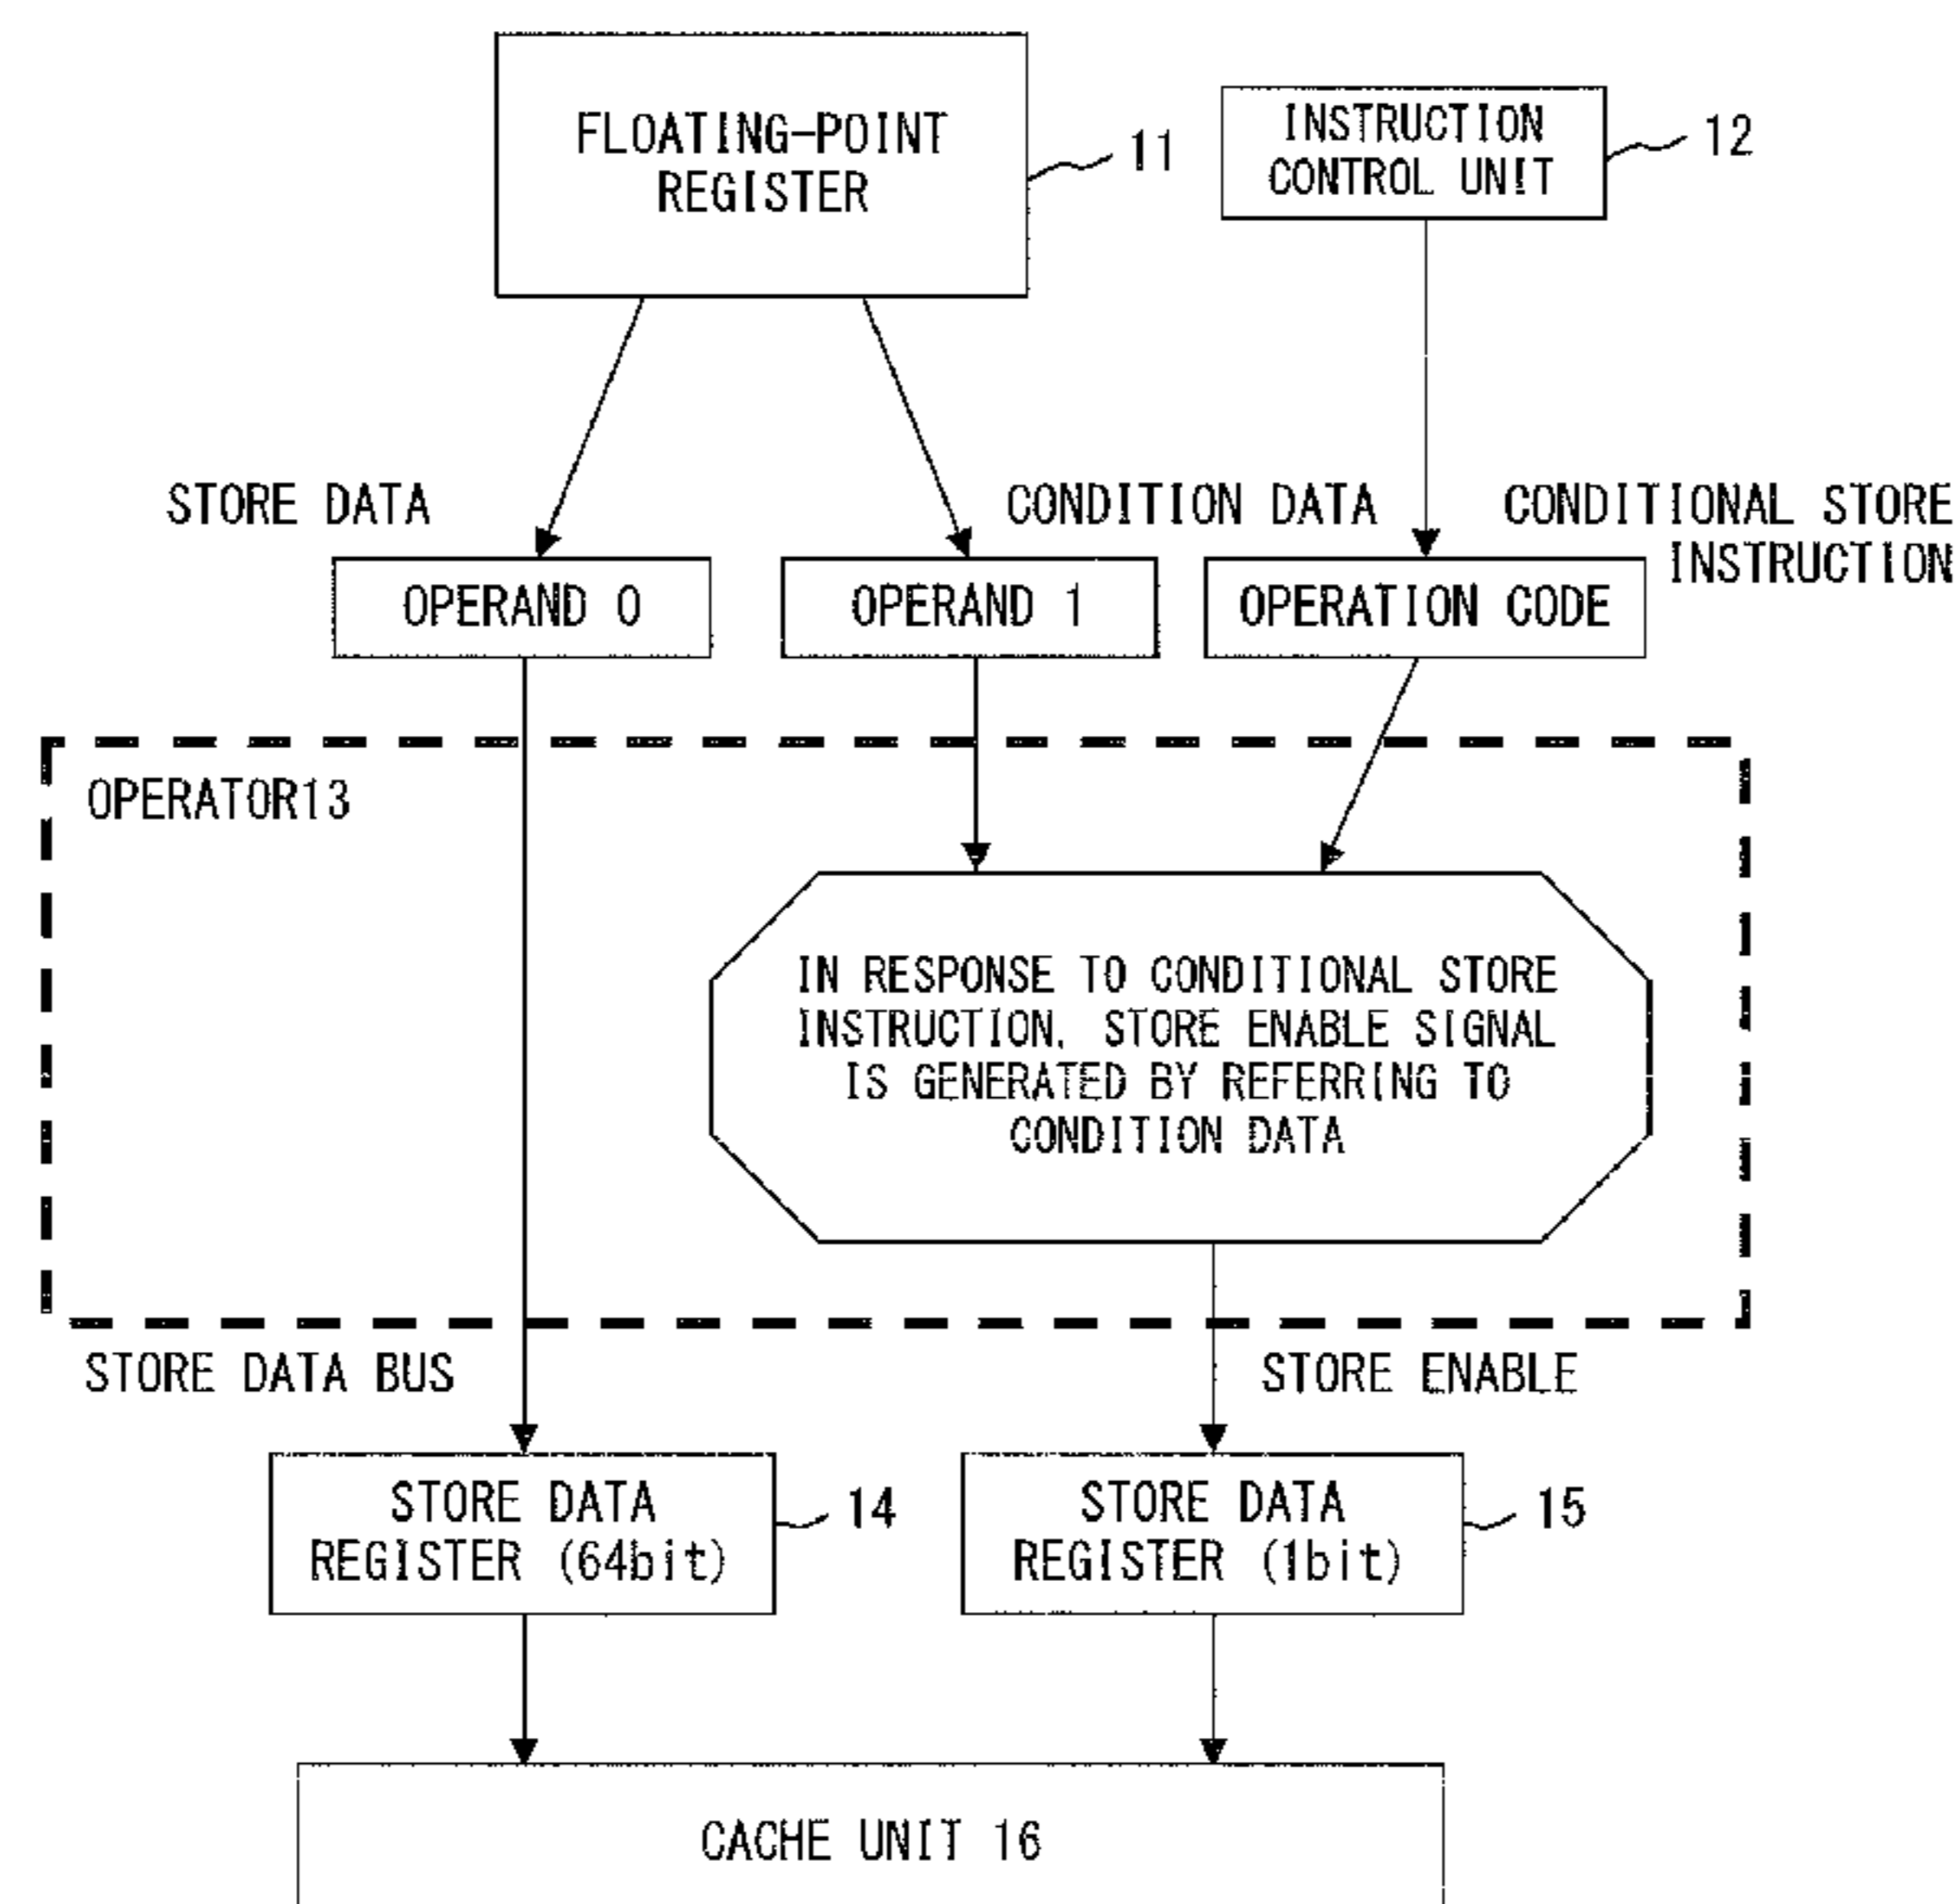 FLOATING-POINT
REGISTER
11
INSTRUCTION
CONTROL UNIT
12
STORE DATA
CONDITION DATA
CONDITIONAL STORE
INSTRUCTION
OPERAND 0
OPERAND 1
OPERATION CODE
OPERATOR13
IN RESPONSE TO CONDITIONAL STORE
INSTRUCTION, STORE ENABLE SIGNAL
IS GENERATED BY REFERRING TO
CONDITION DATA
STORE DATA BUS
STORE ENABLE
STORE DATA
REGISTER (64bit)
14
STORE DATA
REGISTER (1bit)
15
CACHE UNIT 16